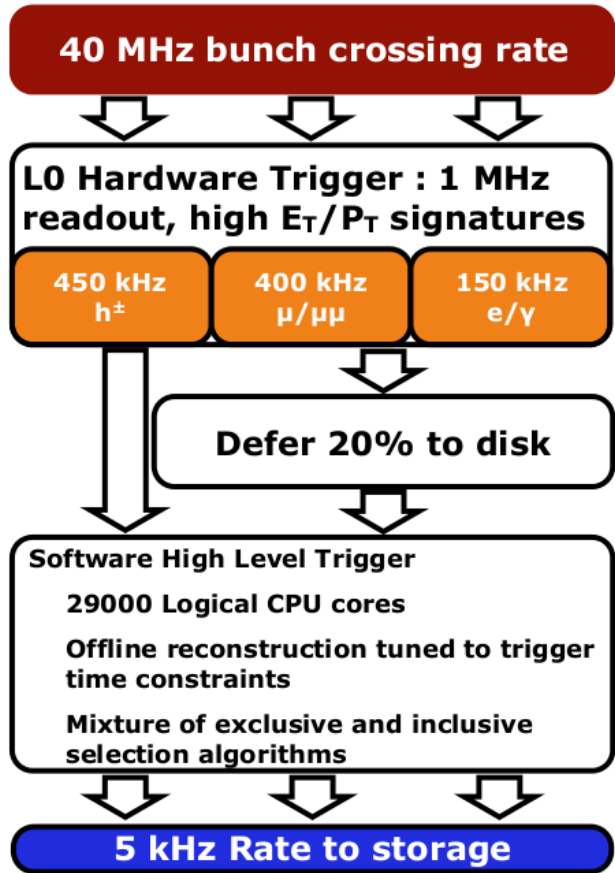 40 MHz bunch crossing rate
L0 Hardware Trigger : 1 MHz
readout, high E_T/P_T signatures
450 kHz
h±
400 kHz
μ/μμ
150 kHz
e/γ
Defer 20% to disk
Software High Level Trigger
29000 Logical CPU cores
Offline reconstruction tuned to trigger
time constraints
Mixture of exclusive and inclusive
selection algorithms
5 kHz Rate to storage